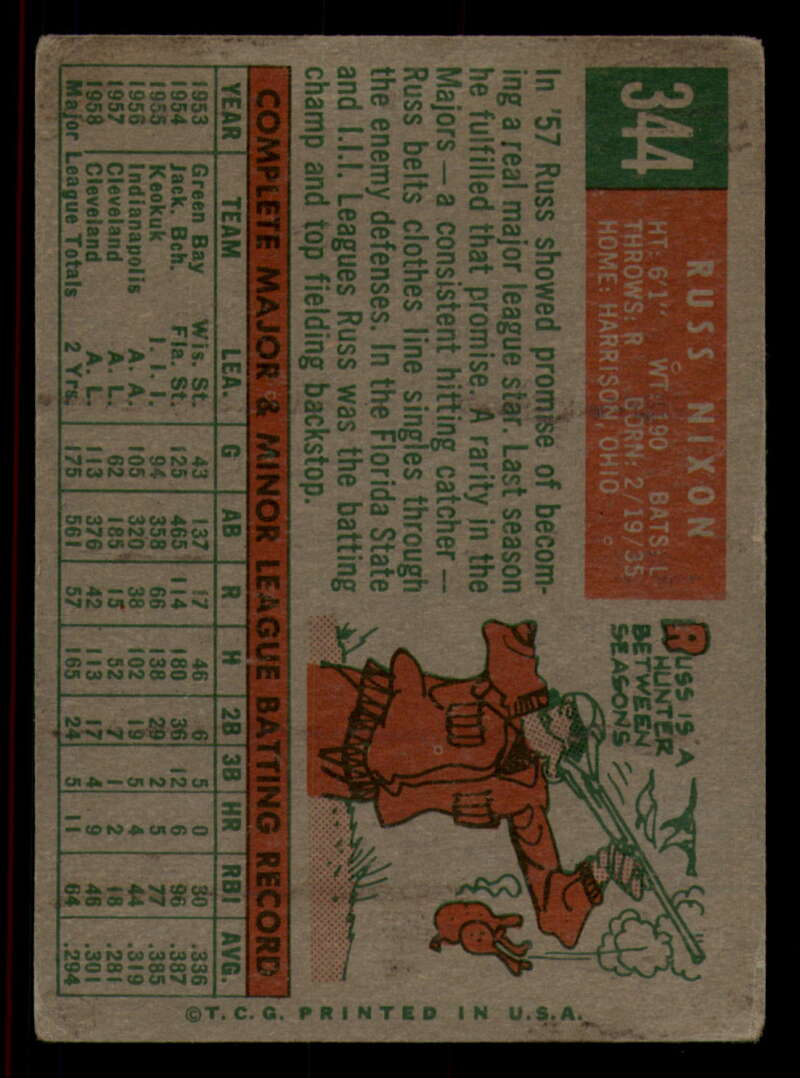 344
RUSS NIXON
HT: 6'1" WT: 190 BATS: L
THROWS: R BORN: 2/19/35
HOME: HARRISON, OHIO
In '57 Russ showed promise of becom-
ing a real major league star. Last season
he fulfilled that promise. A rarity in the
Majors — a consistent hitting catcher —
Russ belts clothes line singles through
the enemy defenses. In the Florida State
and I.I.I. Leagues Russ was the batting
champ and top fielding backstop.
RUSS IS A
HUNTER
BETWEEN
SEASONS
COMPLETE MAJOR & MINOR LEAGUE BATTING RECORD
YEAR TEAM LEA. G AB R H 2B 3B HR RBI AVG.
1953 Green Bay Wis. St. 43 137 17 46 6 5 0 30 .336
1954 Jack. Bch. Fla. St. 125 465 114 180 36 12 6 96 .387
1955 Keokuk I. I. I. 94 358 66 138 29 2 5 77 .385
1956 Indianapolis A. A. 105 320 38 102 19 5 4 44 .319
1957 Cleveland A. L. 62 185 15 52 7 1 2 18 .281
1958 Cleveland A. L. 113 376 42 113 17 4 9 46 .301
Major League Totals 2 Yrs. 175 561 57 165 24 5 11 64 .294
©T.C.G. PRINTED IN U.S.A.